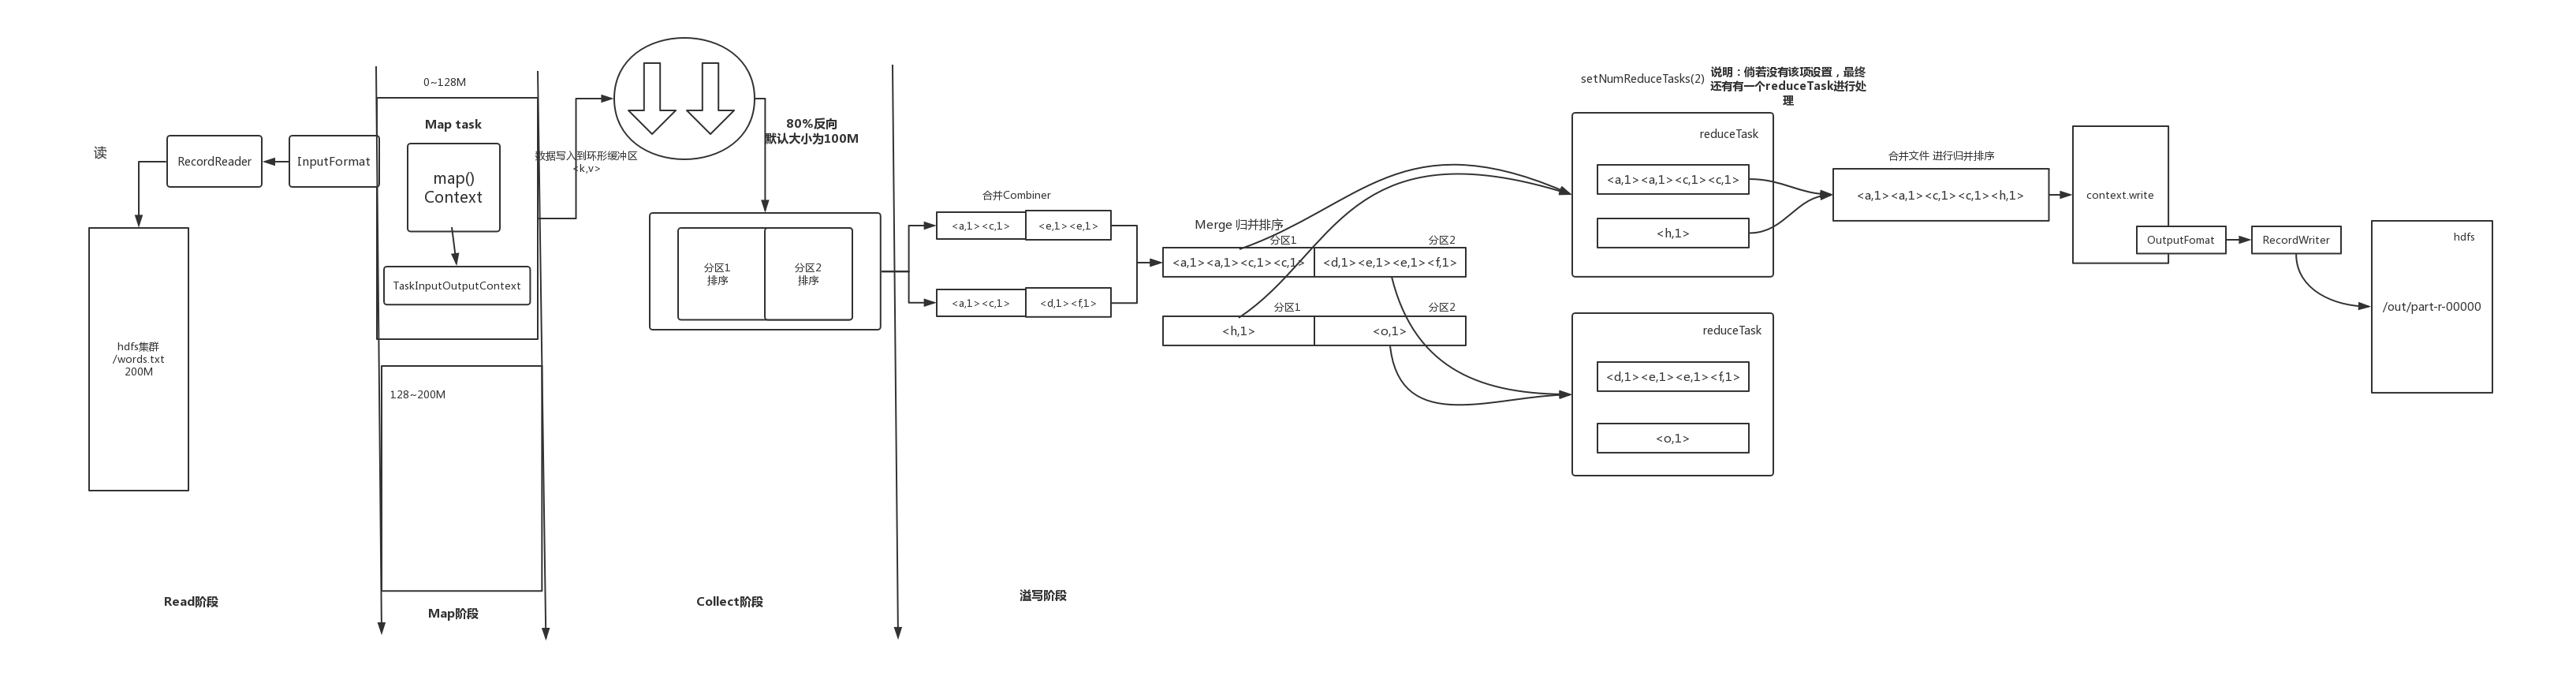 读
RecordReader
InputFormat
hdfs集群
/words.txt
200M
Read阶段
0~128M
Map task
map()
Context
TaskInputOutputContext
128~200M
Map阶段
数据写入到环形缓冲区
<k,v>
80%反向
默认大小为100M
分区1
排序
分区2
排序
Collect阶段
合并Combiner
<a,1><c,1>
<e,1><e,1>
<a,1><c,1>
<d,1><f,1>
溢写阶段
Merge 归并排序
分区1
分区2
<a,1><a,1><c,1><c,1>
<d,1><e,1><e,1><f,1>
分区1
分区2
<h,1>
<o,1>
setNumReduceTasks(2)
说明：倘若没有该项设置，最终
还有有一个reduceTask进行处
理
reduceTask
<a,1><a,1><c,1><c,1>
<h,1>
reduceTask
<d,1><e,1><e,1><f,1>
<o,1>
合并文件 进行归并排序
<a,1><a,1><c,1><c,1><h,1>
context.write
OutputFomat
RecordWriter
hdfs
/out/part-r-00000